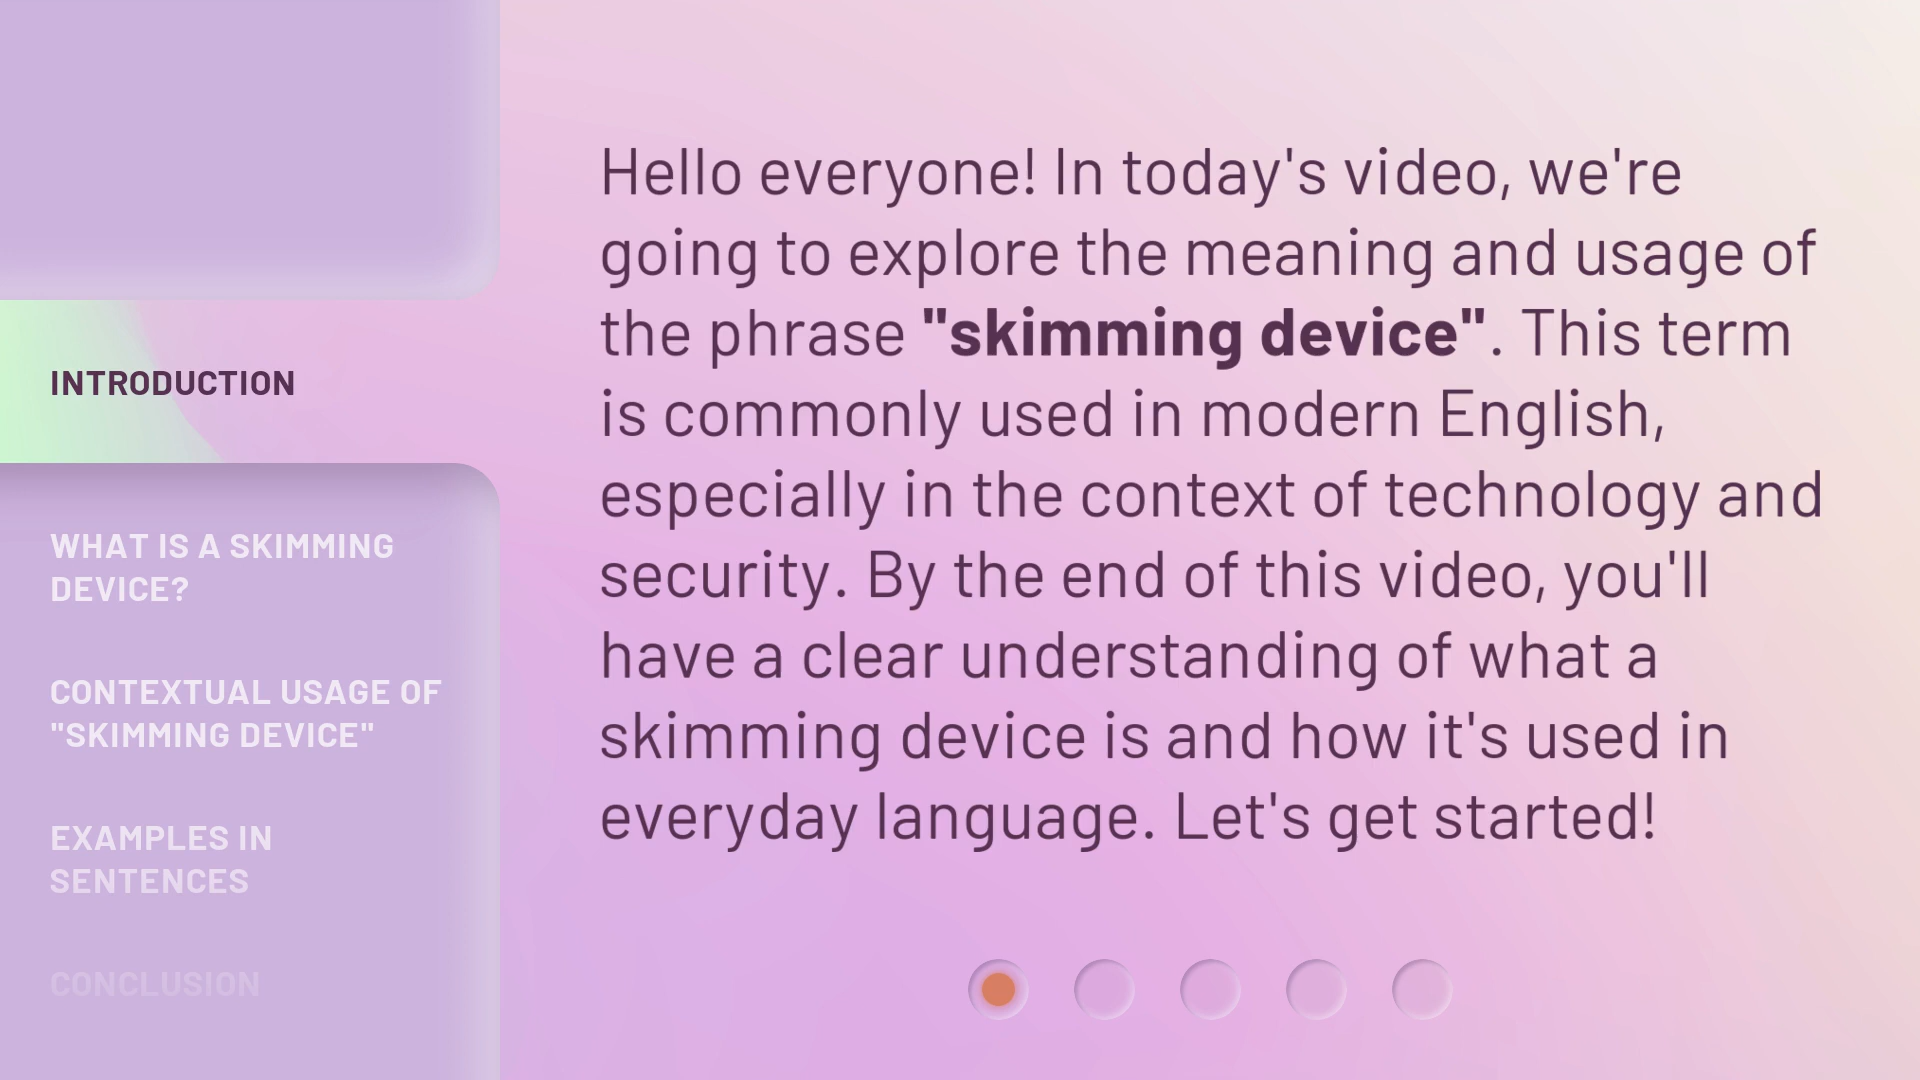 INTRODUCTION
WHAT IS A SKIMMING
DEVICE?
CONTEXTUAL USAGE OF
"SKIMMING DEVICE"
EXAMPLES IN
SENTENCES
CONCLUSION
Hello everyone! In today's video, we're
going to explore the meaning and usage of
the phrase "skimming device". This term
is commonly used in modern English,
especially in the context of technology and
security. By the end of this video, you'll
have a clear understanding of what a
skimming device is and how it's used in
everyday language. Let's get started!